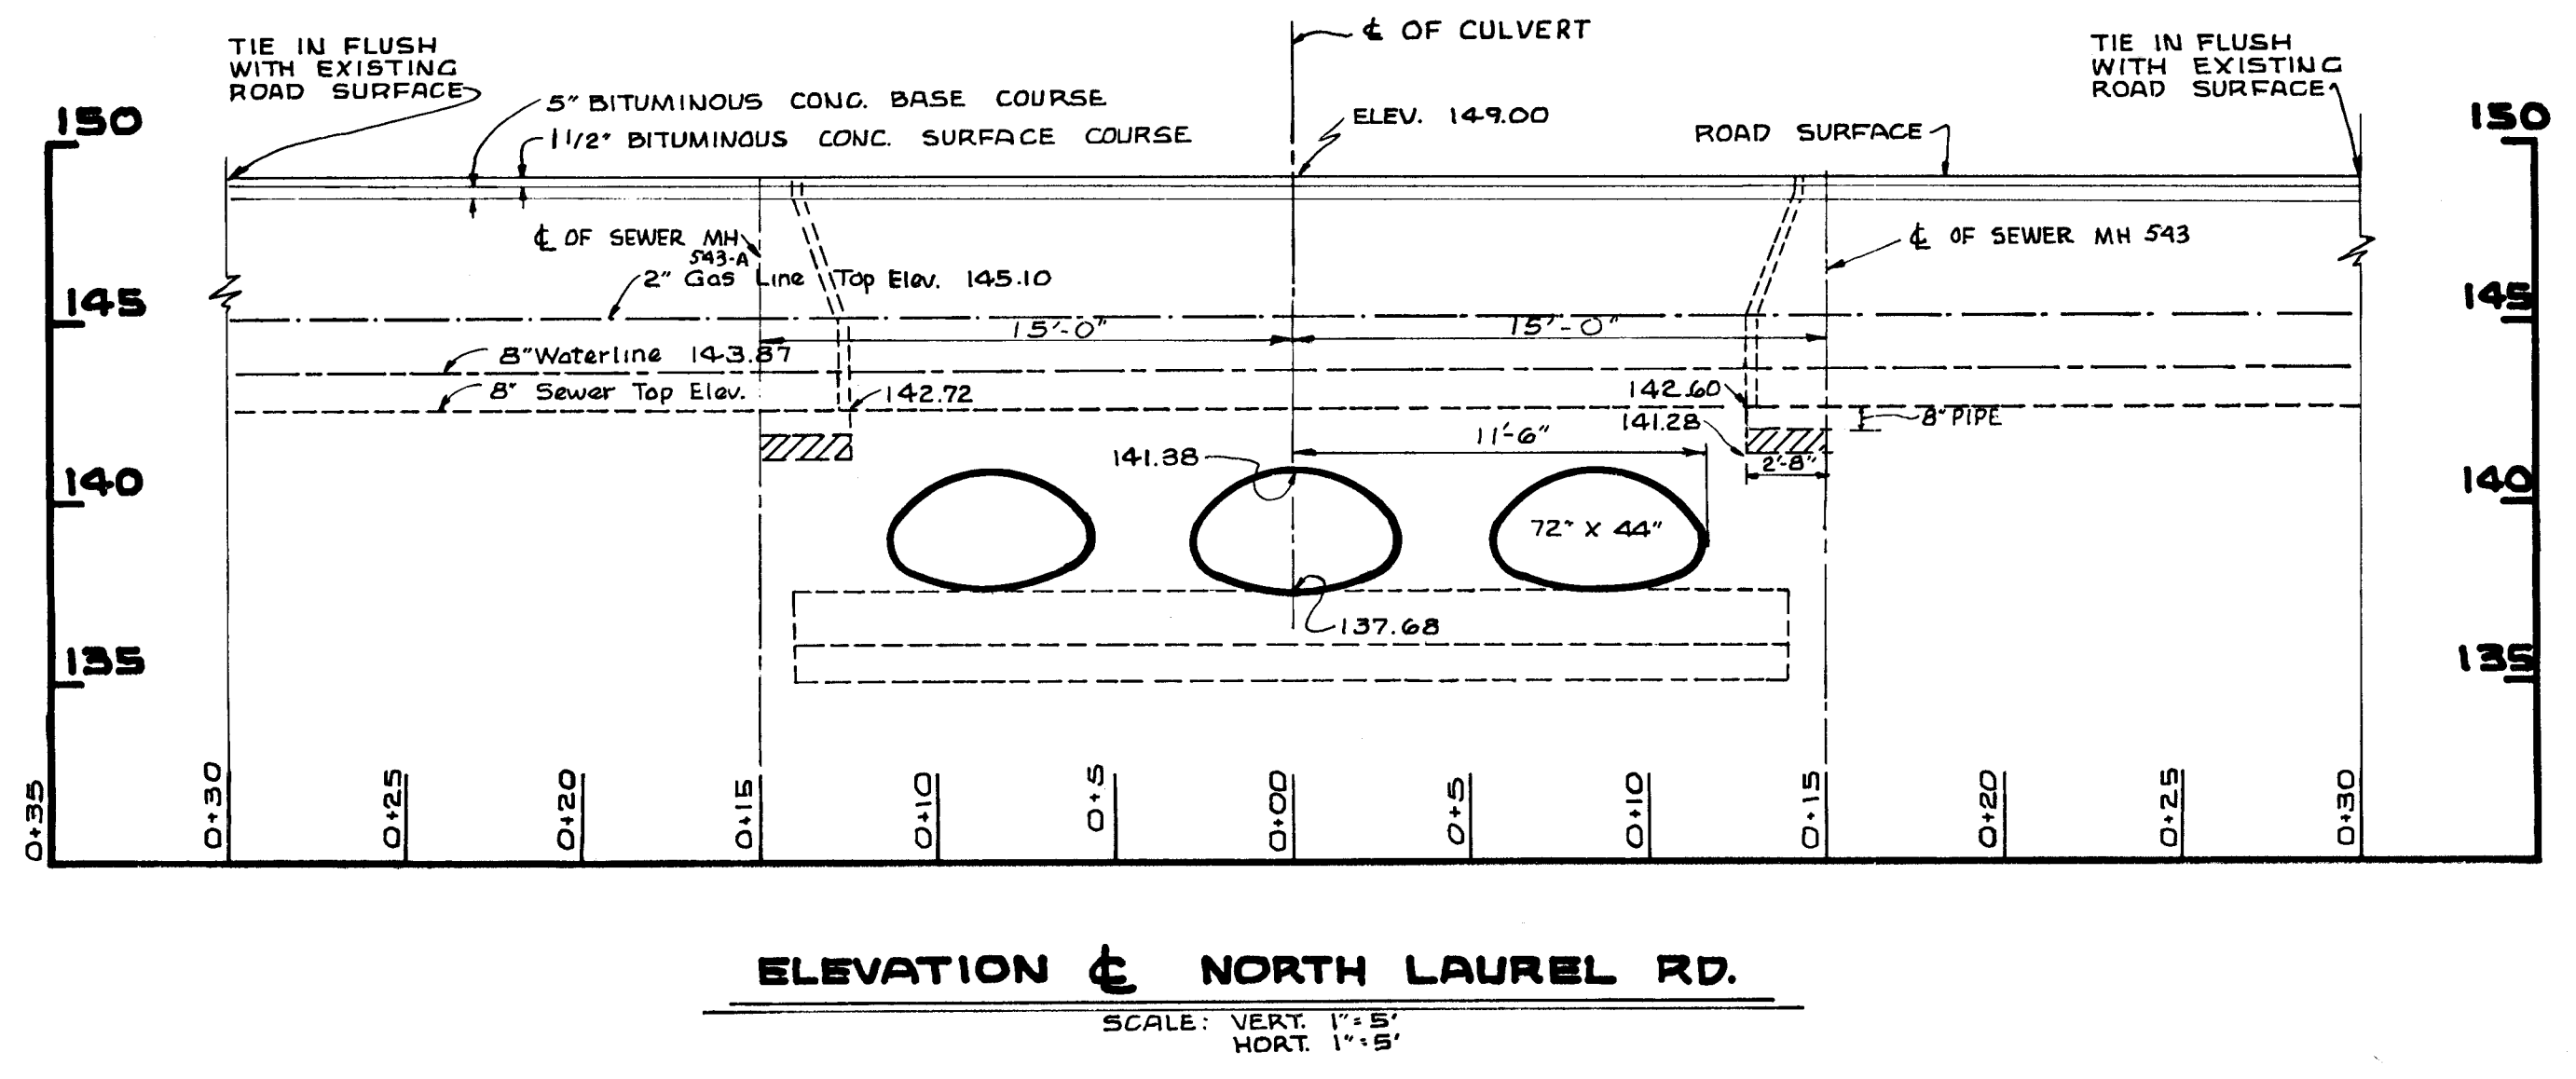 TIE IN FLUSH
WITH EXISTING
ROAD SURFACE
℄ OF CULVERT
TIE IN FLUSH
WITH EXISTING
ROAD SURFACE
5" BITUMINOUS CONC. BASE COURSE
1 1/2" BITUMINOUS CONC. SURFACE COURSE
ELEV. 149.00
ROAD SURFACE
150
150
℄ OF SEWER MH
543-A
℄ OF SEWER MH 543
2" Gas Line Top Elev. 145.10
145
145
15'-0"
15'-0"
8" Waterline 143.87
8" Sewer Top Elev.
142.72
142.60
8" PIPE
141.28
11'-6"
141.38
2'-8"
140
140
72" X 44"
137.68
135
135
0+35
0+30
0+25
0+20
0+15
0+10
0+5
0+00
0+5
0+10
0+15
0+20
0+25
0+30
ELEVATION ℄ NORTH LAUREL RD.
SCALE: VERT. 1"=5'
HORT. 1"=5'